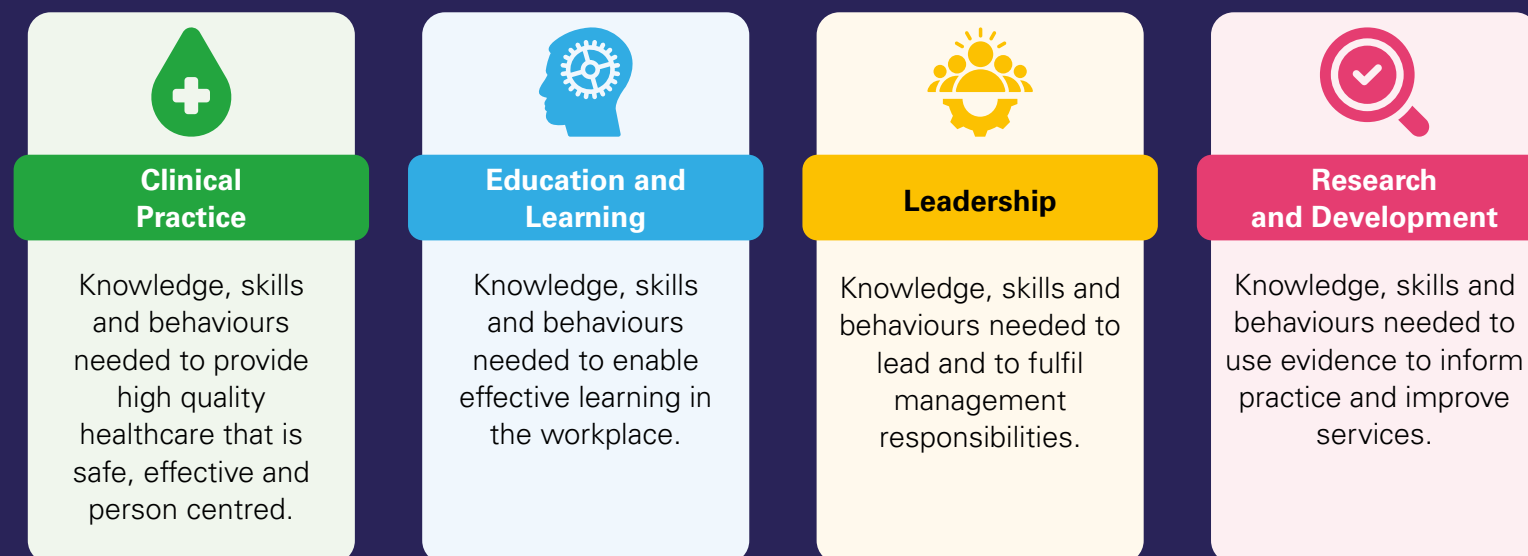 Clinical
Practice
Knowledge, skills
and behaviours
needed to provide
high quality
healthcare that is
safe, effective and
person centred.
Education and
Learning
Knowledge, skills
and behaviours
needed to enable
effective learning in
the workplace.
Leadership
Knowledge, skills and
behaviours needed to
lead and to fulfil
management
responsibilities.
Research
and Development
Knowledge, skills and
behaviours needed to
use evidence to inform
practice and improve
services.